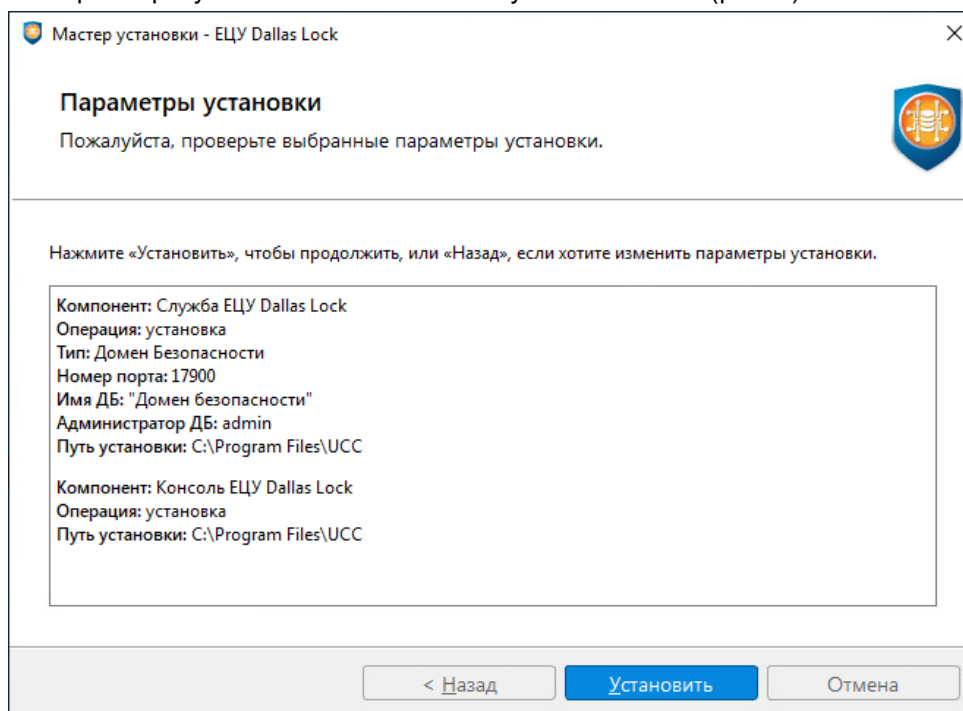 Мастер установки - ЕЦУ Dallas Lock
Параметры установки
Пожалуйста, проверьте выбранные параметры установки.
Нажмите «Установить», чтобы продолжить, или «Назад», если хотите изменить параметры установки.
Компонент: Служба ЕЦУ Dallas Lock
Операция: установка
Тип: Домен Безопасности
Номер порта: 17900
Имя ДБ: "Домен безопасности"
Администратор ДБ: admin
Путь установки: C:\Program Files\UCC
Компонент: Консоль ЕЦУ Dallas Lock
Операция: установка
Путь установки: C:\Program Files\UCC
< Назад
Установить
Отмена